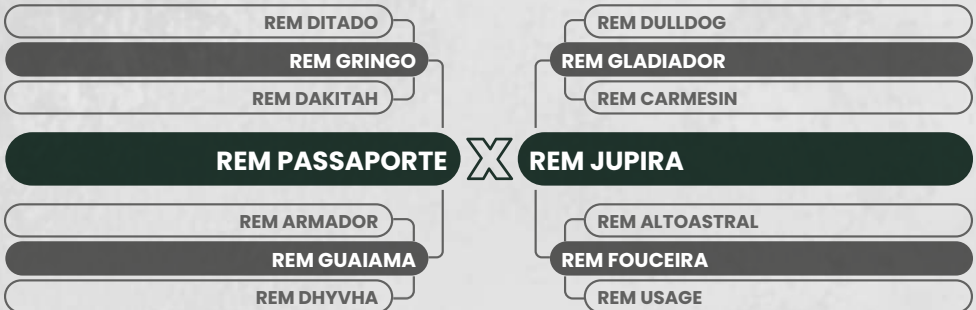 REM DITADO
REM GRINGO
REM DAKITAH
REM PASSAPORTE
REM ARMADOR
REM GUAIAMA
REM DHYVHA
X
REM DULLDOG
REM GLADIADOR
REM CARMESIN
REM JUPIRA
REM ALTOASTRAL
REM FOUCEIRA
REM USAGE